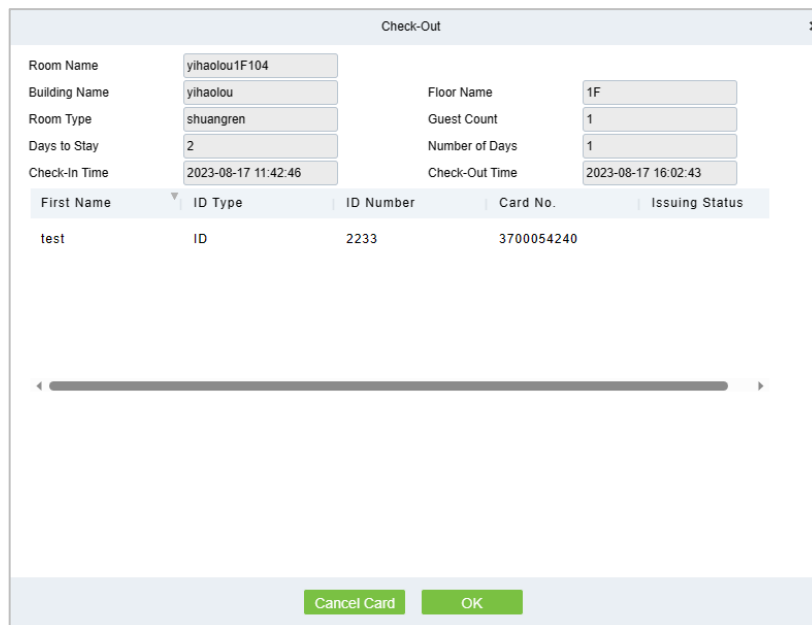 Check-Out
Room Name yihaolou1F104
Building Name yihaolou Floor Name 1F
Room Type shuangren Guest Count 1
Days to Stay 2 Number of Days 1
Check-In Time 2023-08-17 11:42:46 Check-Out Time 2023-08-17 16:02:43
First Name ID Type ID Number Card No. Issuing Status
test ID 2233 3700054240
Cancel Card OK